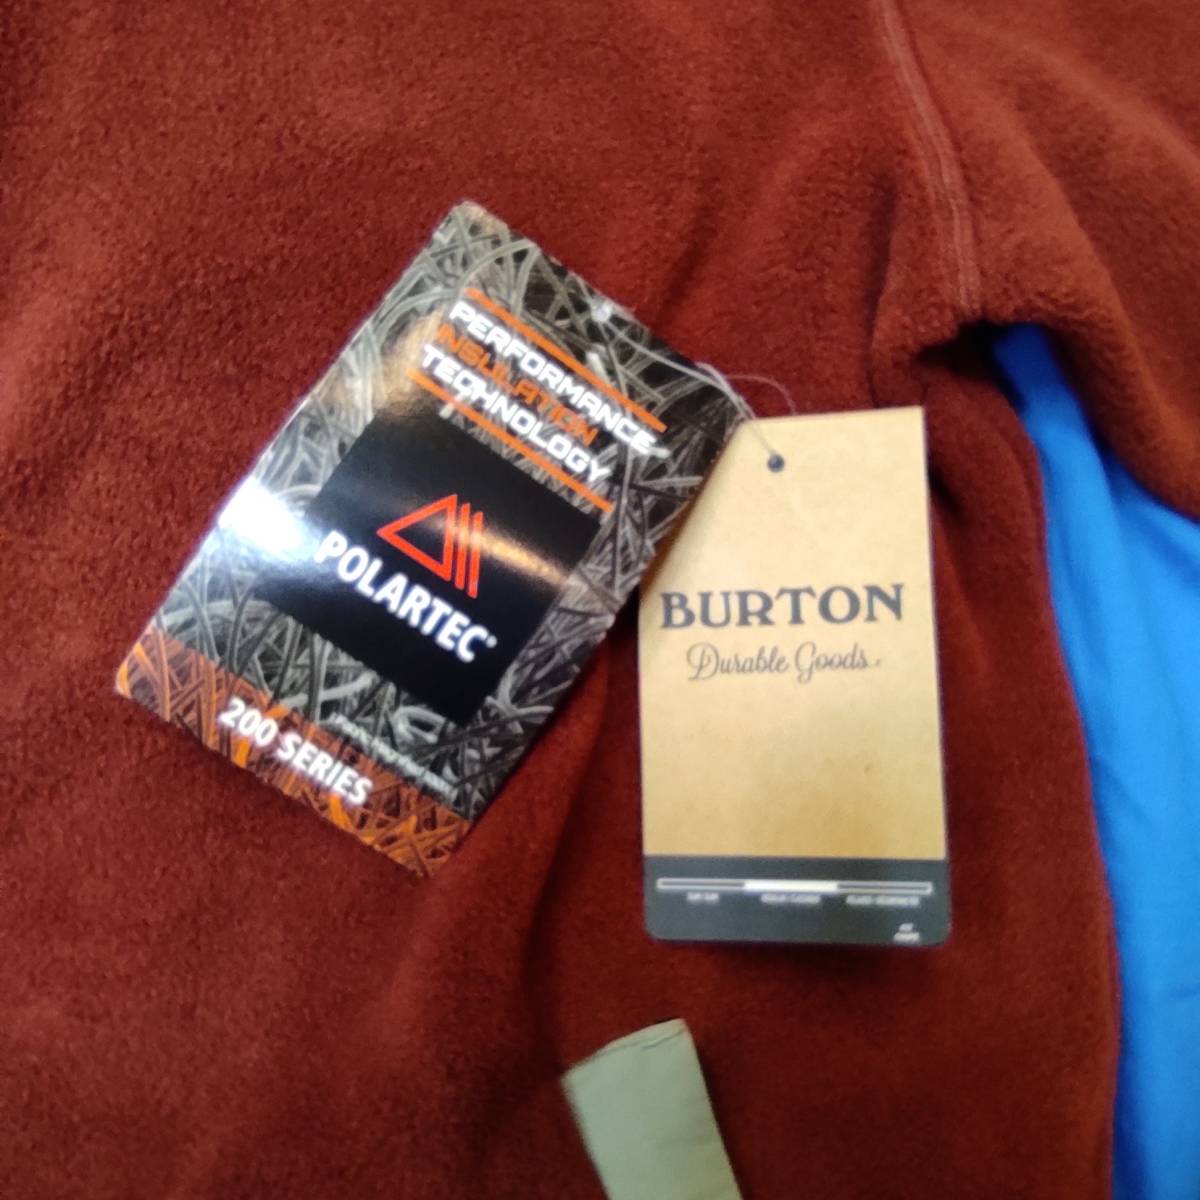 PERFORMANCE
INSULATION
TECHNOLOGY
POLARTEC®
200 SERIES
BURTON
Durable Goods.